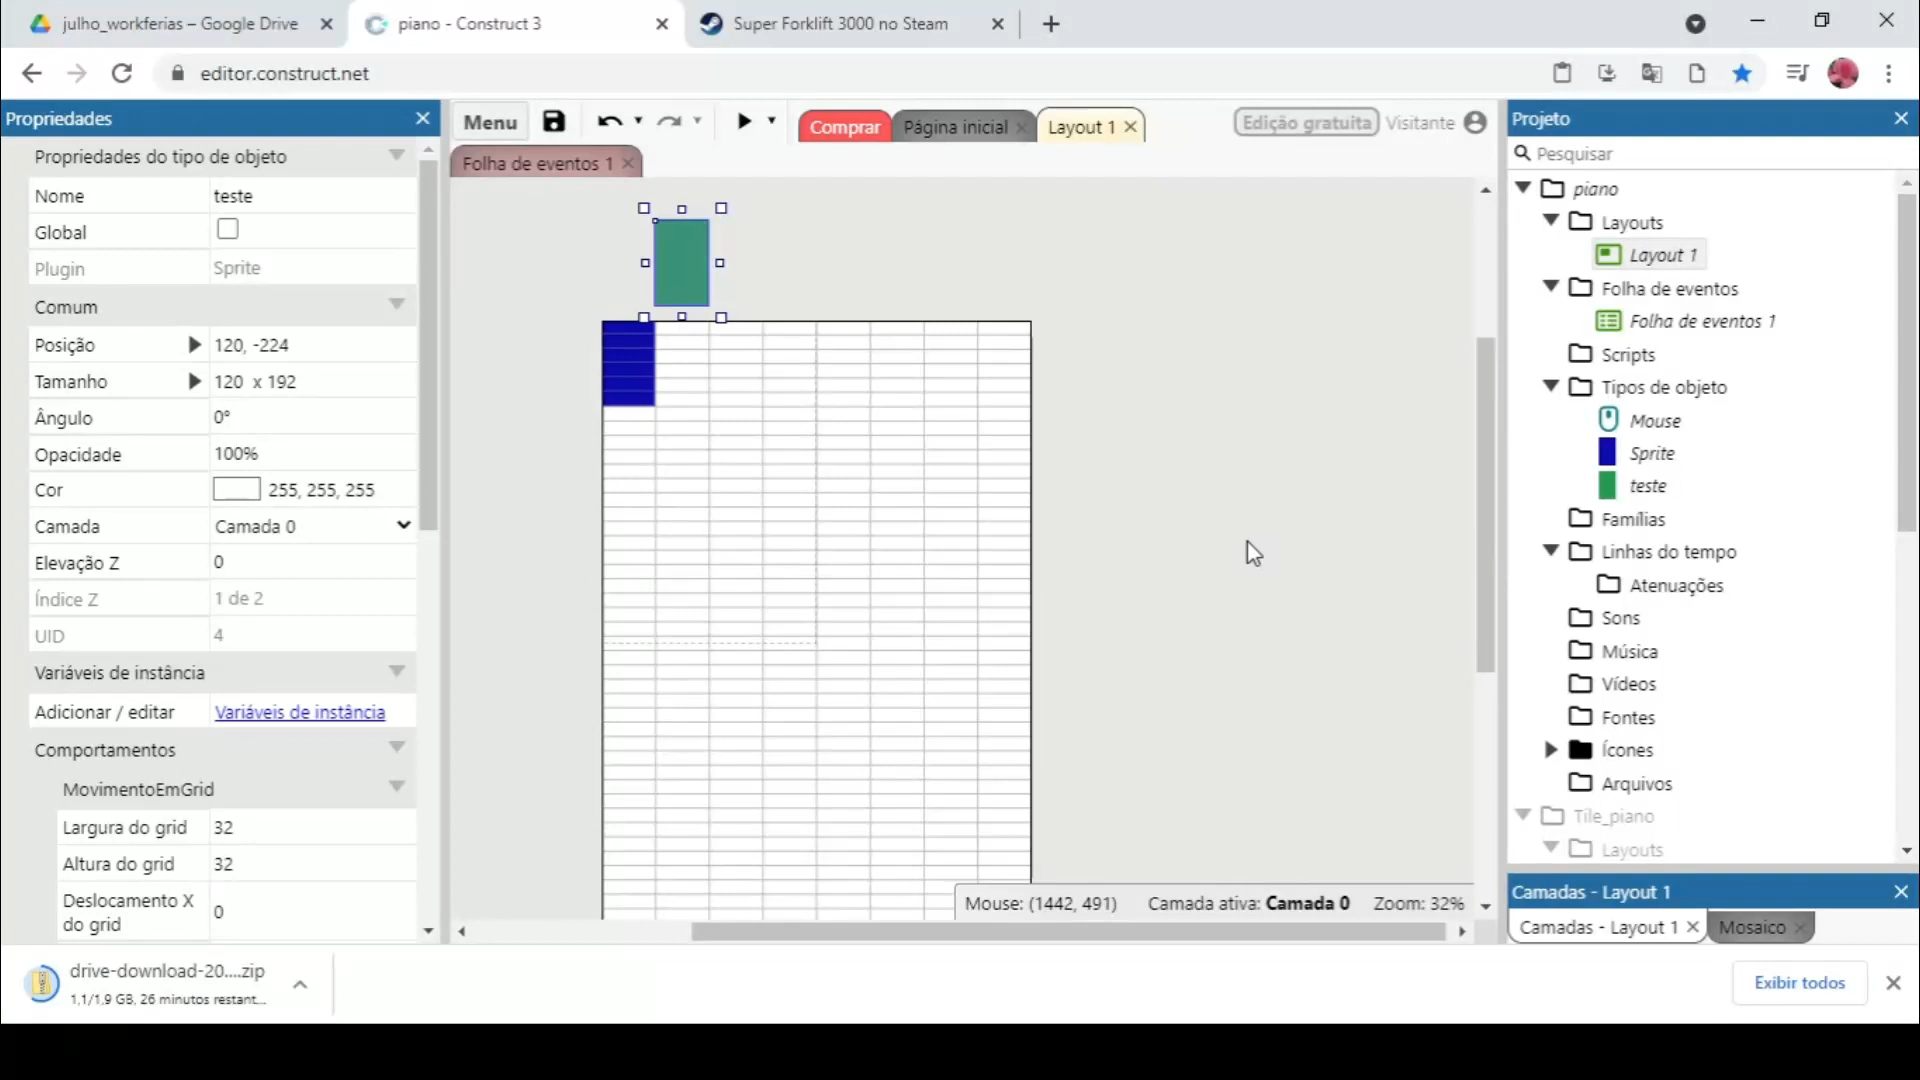 julho_workferias – Google Drive
piano - Construct 3
Super Forklift 3000 no Steam
editor.construct.net
Propriedades
Menu
Comprar
Página inicial
Layout 1
Edição gratuita
Visitante
Projeto
Folha de eventos 1
Pesquisar
Propriedades do tipo de objeto
Nome teste
Global
Plugin Sprite
Comum
Posição 120, -224
Tamanho 120 x 192
Ângulo 0°
Opacidade 100%
Cor 255, 255, 255
Camada Camada 0
Elevação Z 0
Índice Z 1 de 2
UID 4
Variáveis de instância
Adicionar / editar Variáveis de instância
Comportamentos
MovimentoEmGrid
Largura do grid 32
Altura do grid 32
Deslocamento X
do grid 0
Mouse: (1442, 491) Camada ativa: Camada 0 Zoom: 32%
piano
Layouts
Layout 1
Folha de eventos
Folha de eventos 1
Scripts
Tipos de objeto
Mouse
Sprite
teste
Famílias
Linhas do tempo
Atenuações
Sons
Música
Vídeos
Fontes
Ícones
Arquivos
Tile_piano
Layouts
Camadas - Layout 1
Camadas - Layout 1
Mosaico
drive-download-20....zip
1,1/1,9 GB, 26 minutos restant...
Exibir todos